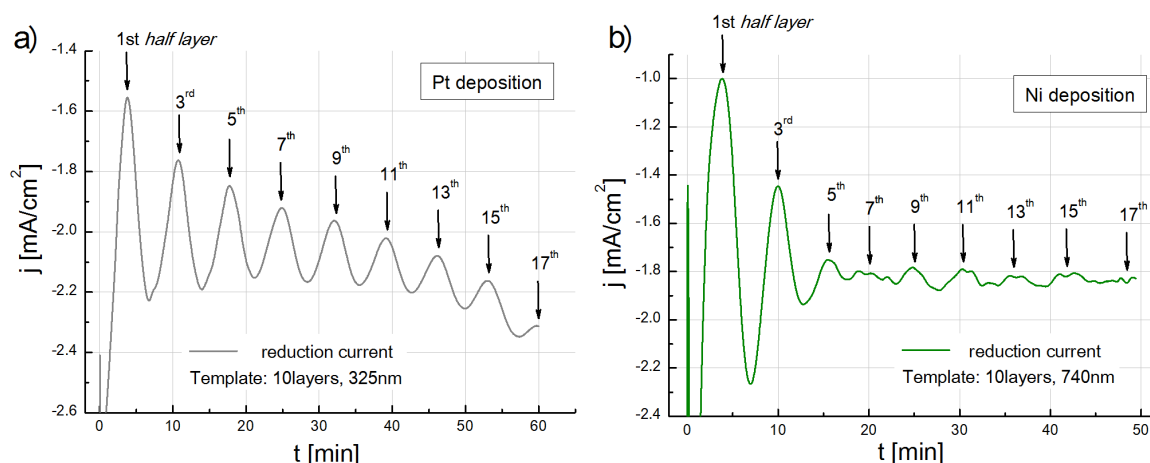 a)
1st half layer
3rd
5th
7th
9th
11th
13th
15th
17th
Pt deposition
-1.4
-1.6
-1.8
-2.0
-2.2
-2.4
-2.6
j [mA/cm2]
reduction current
Template: 10layers, 325nm
0 10 20 30 40 50 60
t [min]
b)
1st half layer
3rd
5th
7th
9th
11th
13th
15th
17th
Ni deposition
-1.0
-1.2
-1.4
-1.6
-1.8
-2.0
-2.2
-2.4
j [mA/cm2]
reduction current
Template: 10layers, 740nm
0 10 20 30 40 50
t [min]